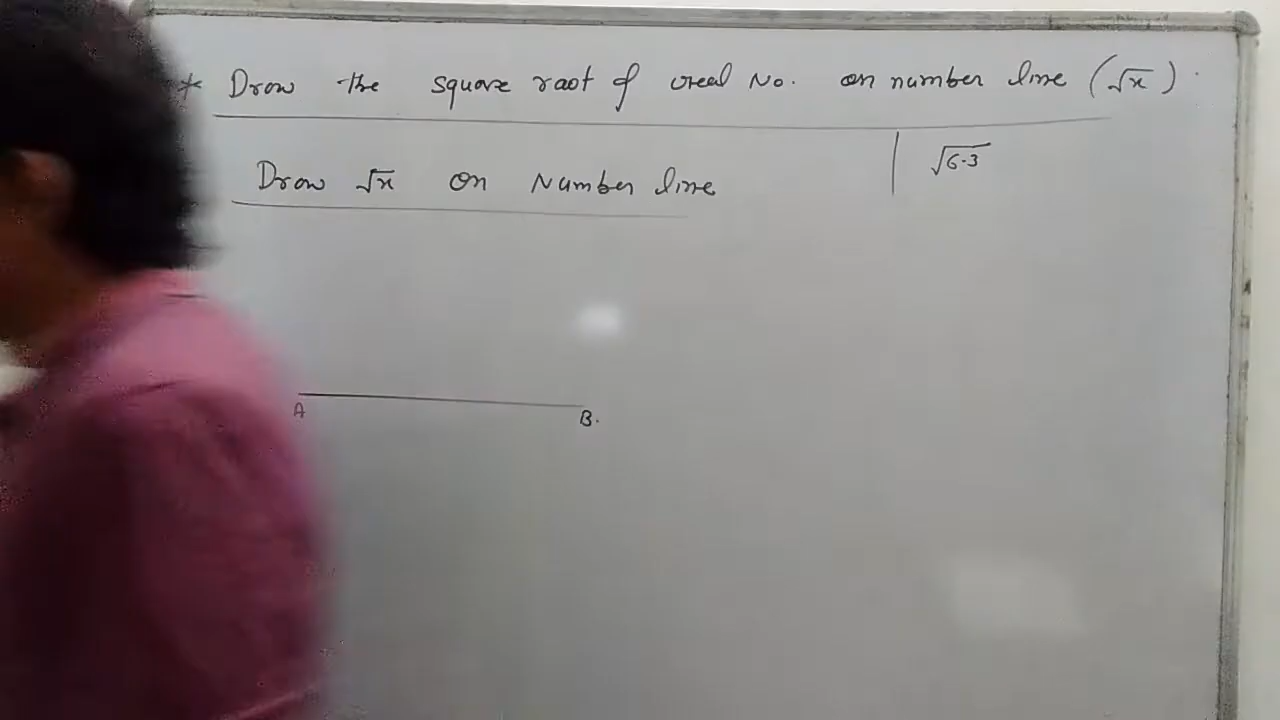 * Draw the square root of real No. on number line (√x).
Draw √x on Number line
√6.3
A
B.